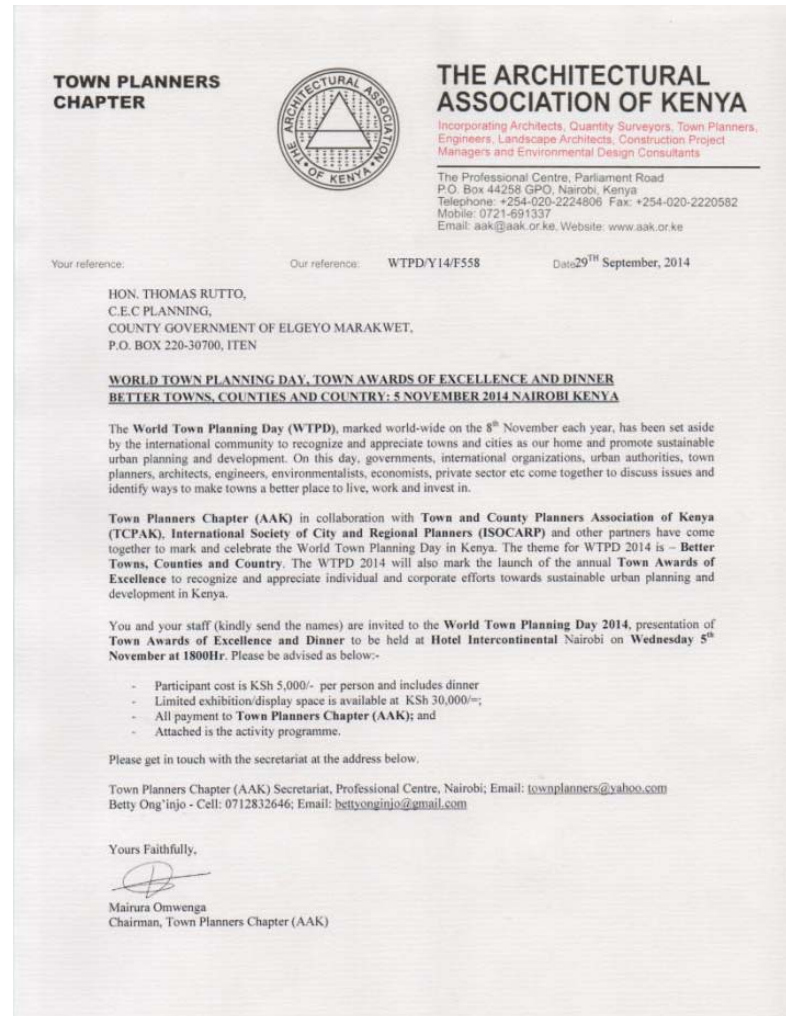 TOWN PLANNERS
CHAPTER
THE ARCHITECTURAL ASSOCIATION
OF KENYA
THE ARCHITECTURAL
ASSOCIATION OF KENYA
Incorporating Architects, Quantity Surveyors, Town Planners,
Engineers, Landscape Architects, Construction Project
Managers and Environmental Design Consultants
The Professional Centre, Parliament Road
P.O. Box 44258 GPO, Nairobi, Kenya
Telephone: +254-020-2224806 Fax: +254-020-2220582
Mobile: 0721-691337
Email: aak@aak.or.ke, Website: www.aak.or.ke
Your reference: Our reference: WTPD/Y14/F558 Date29TH September, 2014
HON. THOMAS RUTTO,
C.E.C PLANNING,
COUNTY GOVERNMENT OF ELGEYO MARAKWET,
P.O. BOX 220-30700, ITEN
WORLD TOWN PLANNING DAY, TOWN AWARDS OF EXCELLENCE AND DINNER
BETTER TOWNS, COUNTIES AND COUNTRY: 5 NOVEMBER 2014 NAIROBI KENYA
The World Town Planning Day (WTPD), marked world-wide on the 8th November each year, has been set aside
by the international community to recognize and appreciate towns and cities as our home and promote sustainable
urban planning and development. On this day, governments, international organizations, urban authorities, town
planners, architects, engineers, environmentalists, economists, private sector etc come together to discuss issues and
identify ways to make towns a better place to live, work and invest in.
Town Planners Chapter (AAK) in collaboration with Town and County Planners Association of Kenya
(TCPAK), International Society of City and Regional Planners (ISOCARP) and other partners have come
together to mark and celebrate the World Town Planning Day in Kenya. The theme for WTPD 2014 is – Better
Towns, Counties and Country. The WTPD 2014 will also mark the launch of the annual Town Awards of
Excellence to recognize and appreciate individual and corporate efforts towards sustainable urban planning and
development in Kenya.
You and your staff (kindly send the names) are invited to the World Town Planning Day 2014, presentation of
Town Awards of Excellence and Dinner to be held at Hotel Intercontinental Nairobi on Wednesday 5th
November at 1800Hr. Please be advised as below:-
- Participant cost is KSh 5,000/- per person and includes dinner
- Limited exhibition/display space is available at KSh 30,000/=;
- All payment to Town Planners Chapter (AAK); and
- Attached is the activity programme.
Please get in touch with the secretariat at the address below.
Town Planners Chapter (AAK) Secretariat, Professional Centre, Nairobi; Email: townplanners@yahoo.com
Betty Ong'injo - Cell: 0712832646; Email: bettyonginjo@gmail.com
Yours Faithfully,
Mairura Omwenga
Chairman, Town Planners Chapter (AAK)